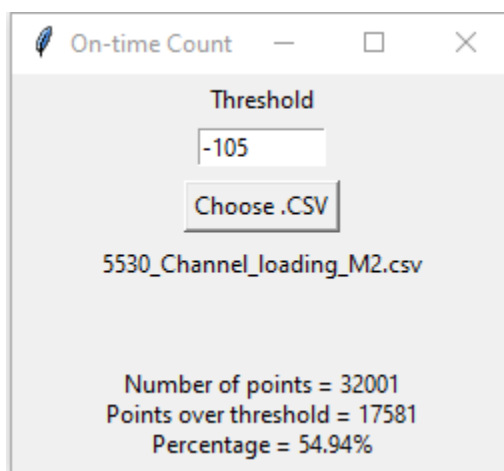 On-time Count
Threshold
-105
Choose .CSV
5530_Channel_loading_M2.csv
Number of points = 32001
Points over threshold = 17581
Percentage = 54.94%